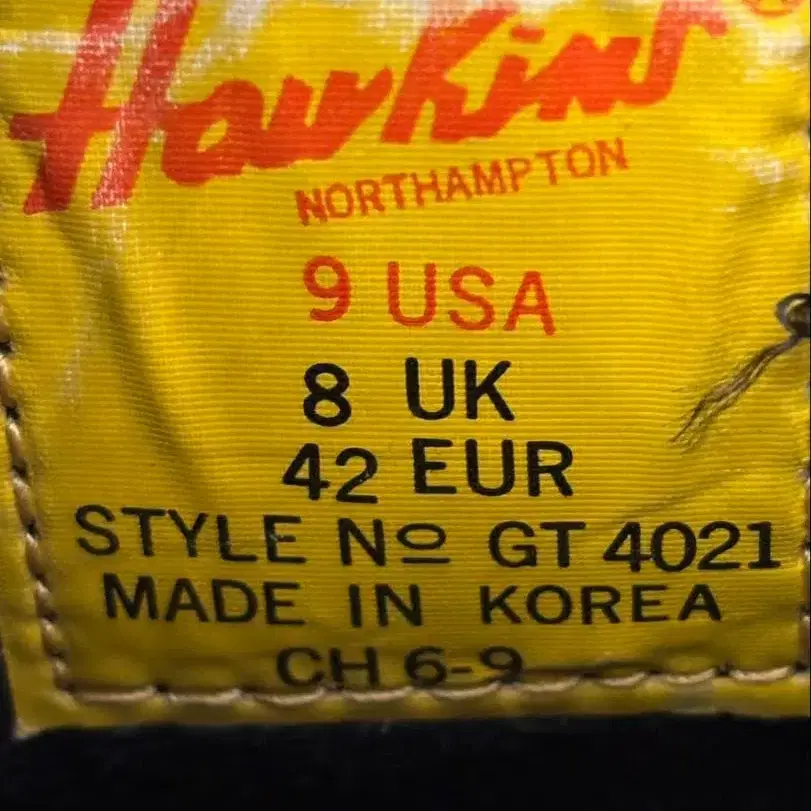 Hawkins®
NORTHAMPTON
9 USA
8 UK
42 EUR
STYLE No GT 4021
MADE IN KOREA
CH 6-9